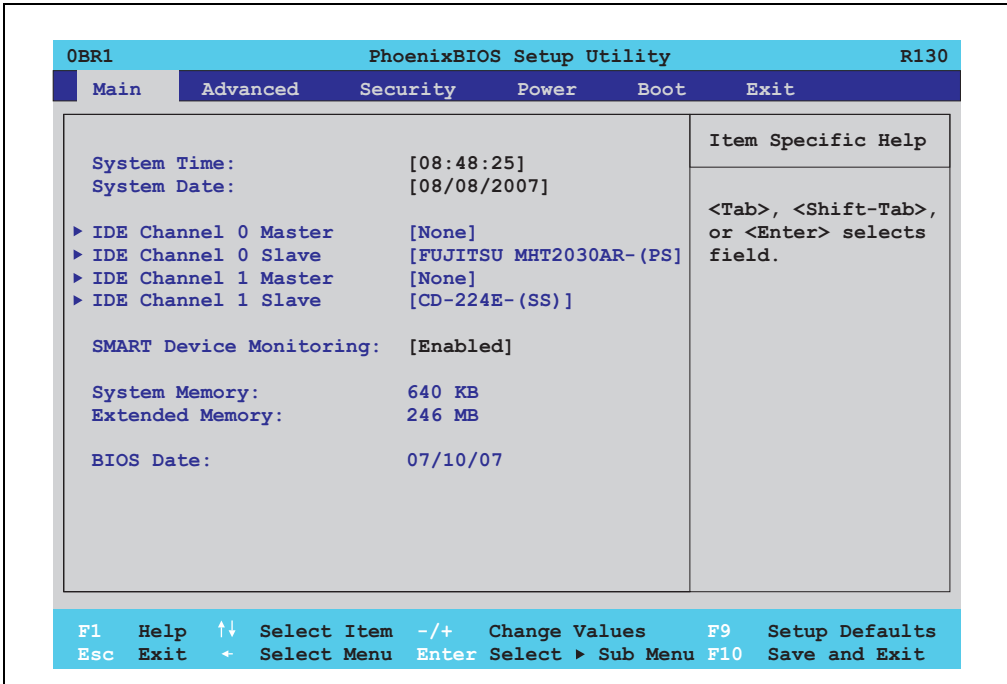 0BR1 PhoenixBIOS Setup Utility R130
Main Advanced Security Power Boot Exit
Item Specific Help
System Time: [08:48:25]
System Date: [08/08/2007]
<Tab>, <Shift-Tab>,
or <Enter> selects
field.
▶ IDE Channel 0 Master [None]
▶ IDE Channel 0 Slave [FUJITSU MHT2030AR-(PS]
▶ IDE Channel 1 Master [None]
▶ IDE Channel 1 Slave [CD-224E-(SS)]
SMART Device Monitoring: [Enabled]
System Memory: 640 KB
Extended Memory: 246 MB
BIOS Date: 07/10/07
F1 Help ↑↓ Select Item -/+ Change Values F9 Setup Defaults
Esc Exit ← Select Menu Enter Select ▶ Sub Menu F10 Save and Exit